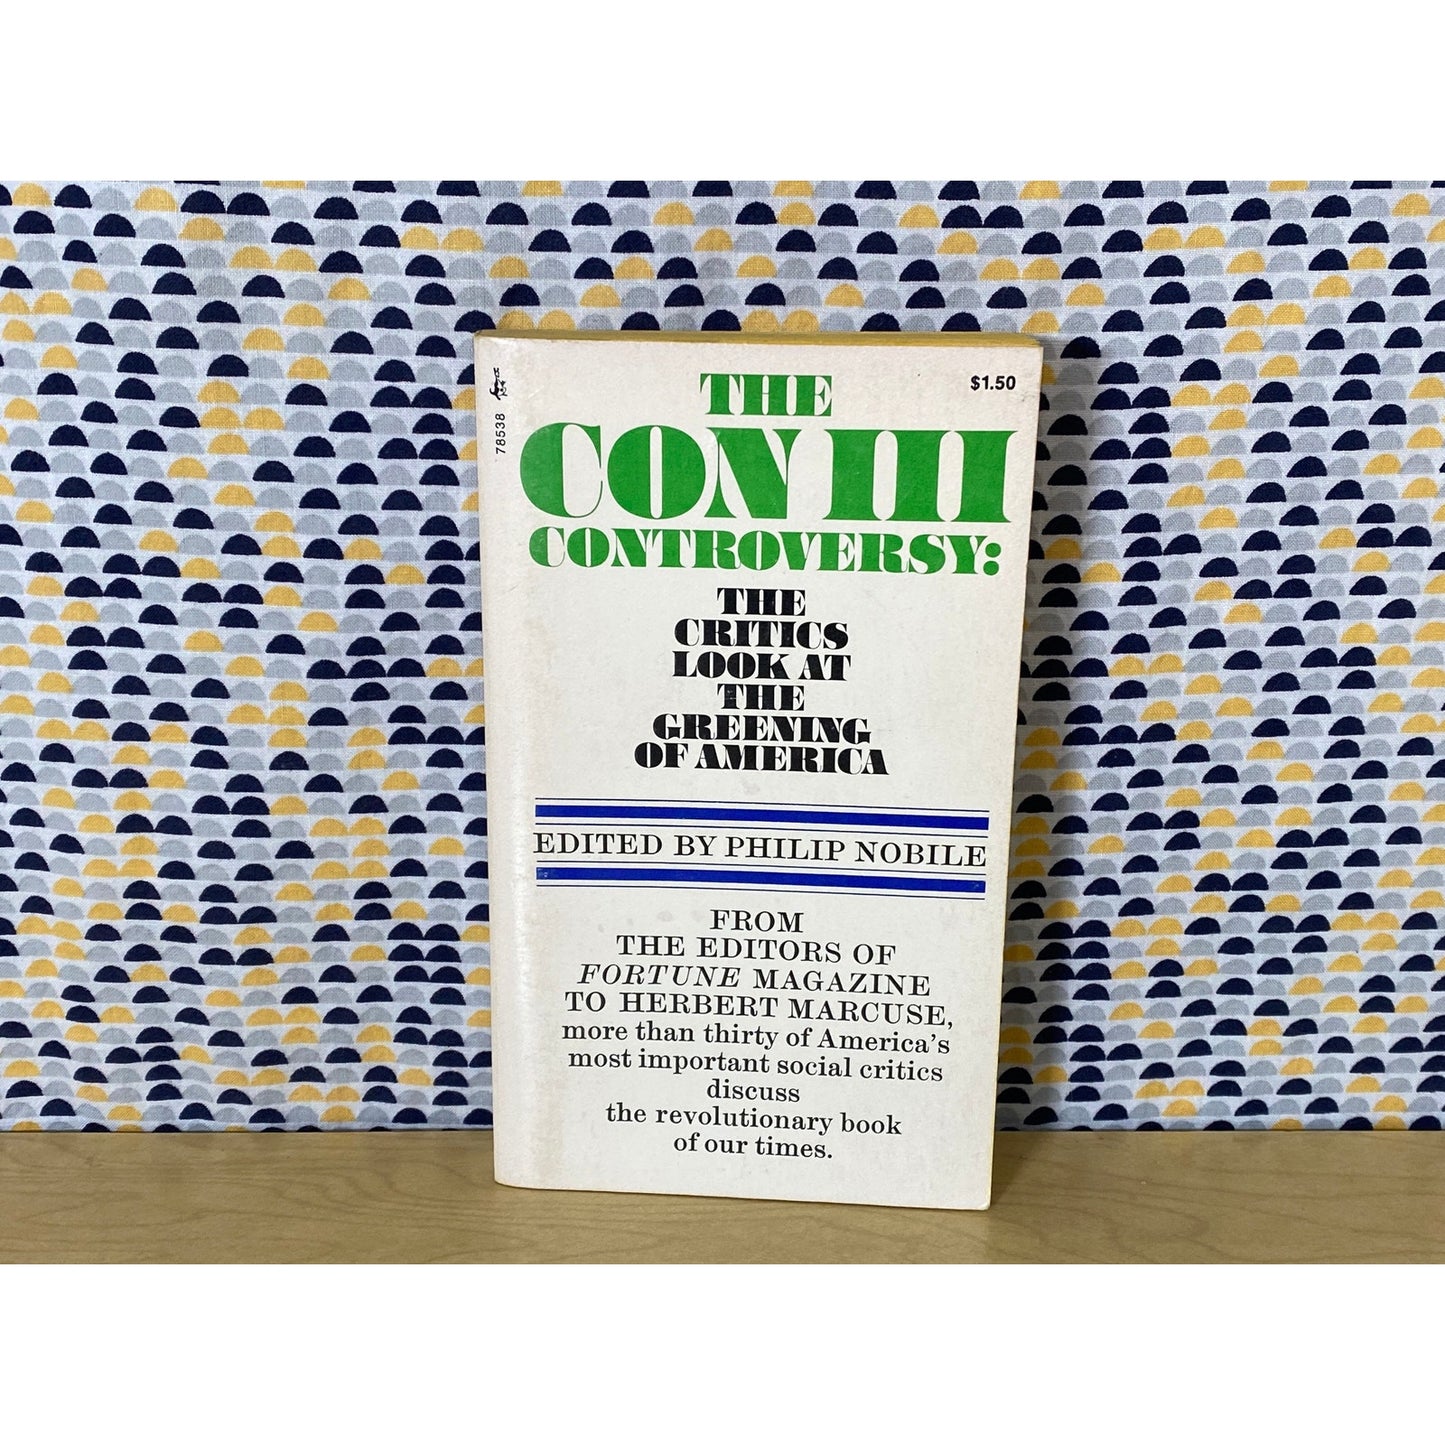 78538
$1.50
THE
CON III
CONTROVERSY:
THE
CRITICS
LOOK AT
THE
GREENING
OF AMERICA
EDITED BY PHILIP NOBILE
FROM
THE EDITORS OF
FORTUNE MAGAZINE
TO HERBERT MARCUSE,
more than thirty of America's
most important social critics
discuss
the revolutionary book
of our times.